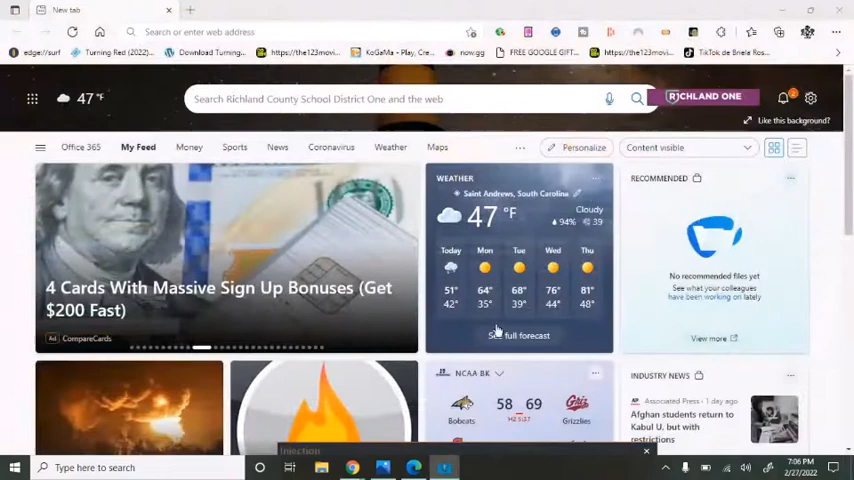 New tab
Search or enter web address
edge://surf
Turning Red (2022)...
Download Turning...
https://the123movi...
KoGaMa - Play, Cre...
now.gg
FREE GOOGLE GIFT...
https://the123movi...
TikTok de Bnela Ros...
47 °F
Search Richland County School District One and the web
RICHLAND ONE
2
Like this background?
Office 365
My Feed
Money
Sports
News
Coronavirus
Weather
Maps
Personalize
Content visible
4 Cards With Massive Sign Up Bonuses (Get
$200 Fast)
Ad CompareCards
WEATHER
Saint Andrews, South Carolina
47 °F
Cloudy
94% 39
Today Mon Tue Wed Thu
51° 64° 68° 76° 81°
42° 35° 39° 44° 48°
See full forecast
RECOMMENDED
No recommended files yet
See what your colleagues
have been working on lately
View more
NCAA BK
58 69
Bobcats
Grizzlies
INDUSTRY NEWS
Associated Press · 1 day ago
Afghan students return to
Kabul U, but with
restrictions
Injection
Type here to search
7:06 PM
2/27/2022